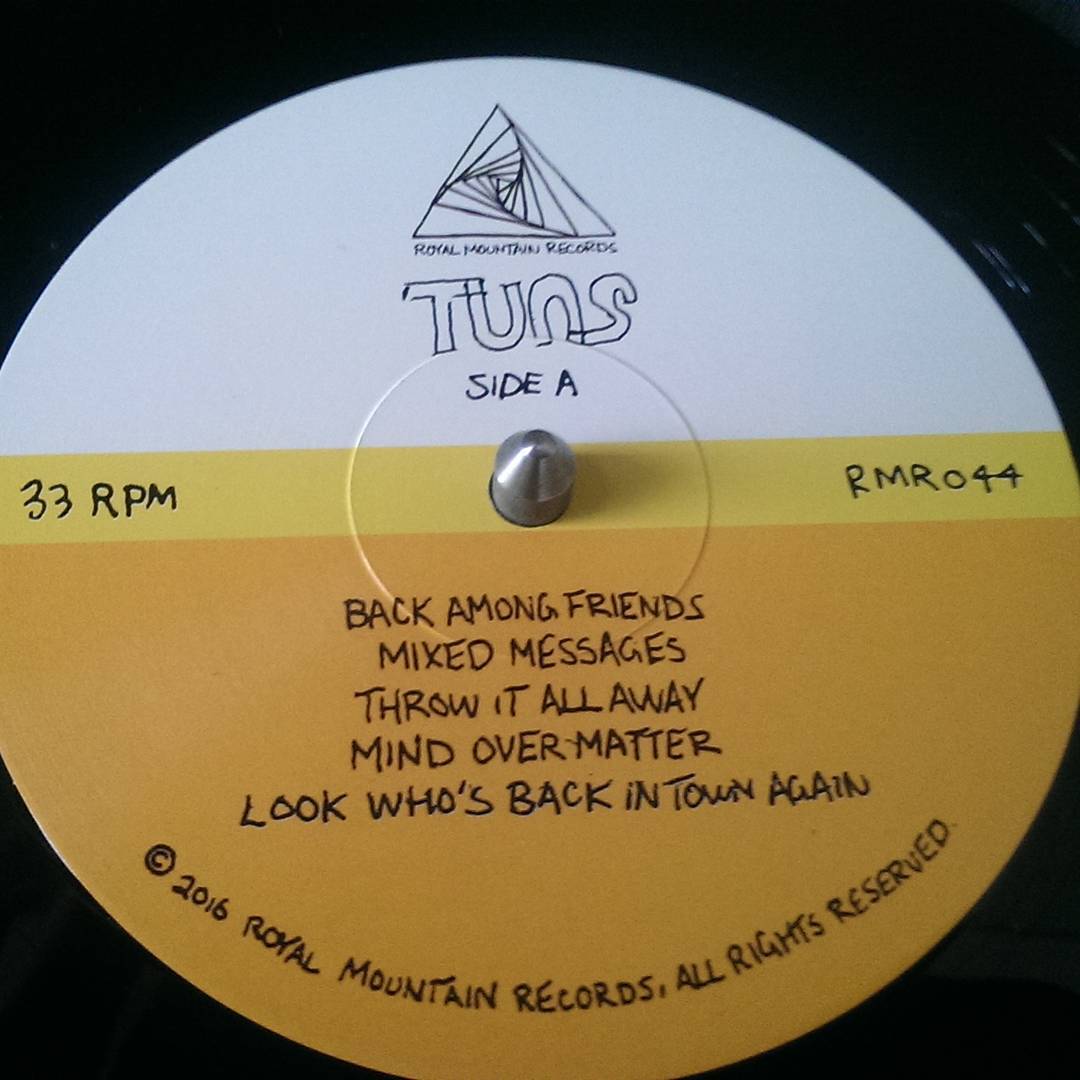 ROYAL MOUNTAIN RECORDS
TUNS
SIDE A
33 RPM
RMR044
BACK AMONG FRIENDS
MIXED MESSAGES
THROW IT ALL AWAY
MIND OVER MATTER
LOOK WHO'S BACK IN TOWN AGAIN
© 2016 ROYAL MOUNTAIN RECORDS, ALL RIGHTS RESERVED.